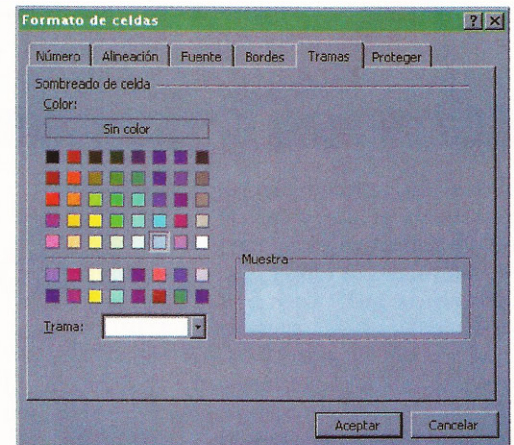 Formato de celdas
Número Alineación Fuente Bordes Tramas Proteger
Sombreado de celda
Color:
Sin color
Muestra
Trama:
Aceptar Cancelar